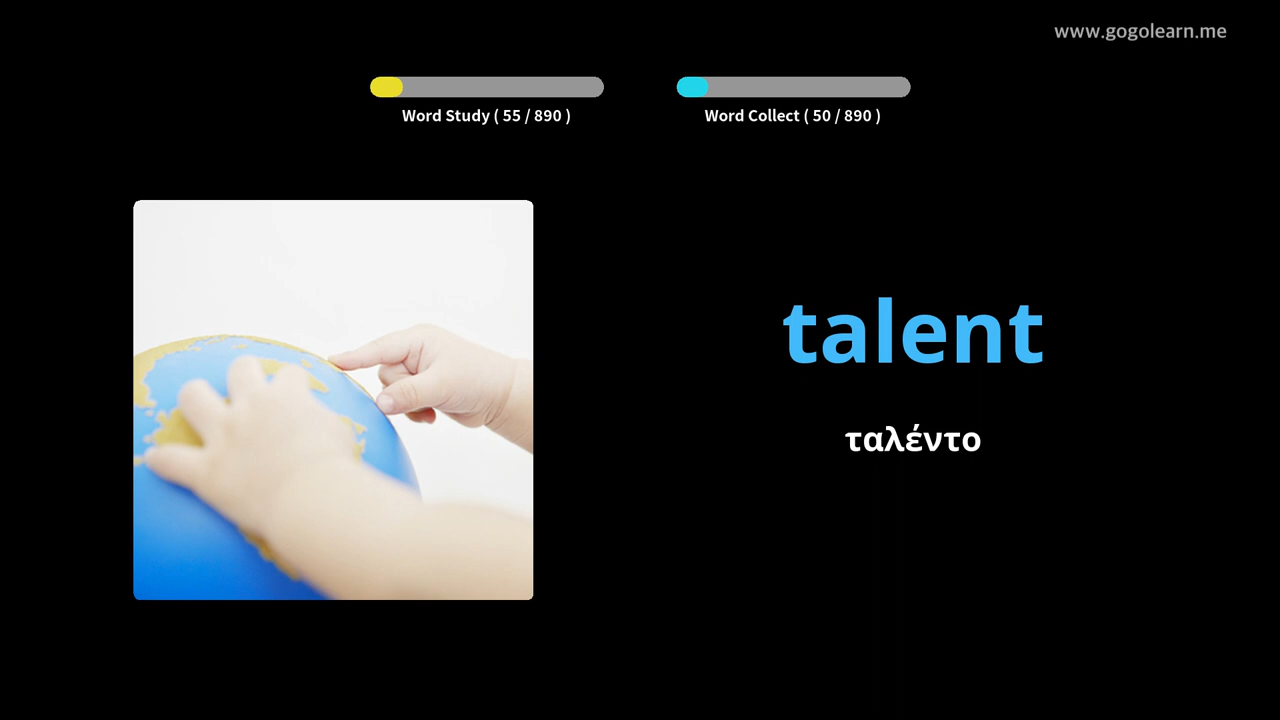 www.gogolearn.me
Word Study ( 55 / 890 )
Word Collect ( 50 / 890 )
talent
ταλέντο